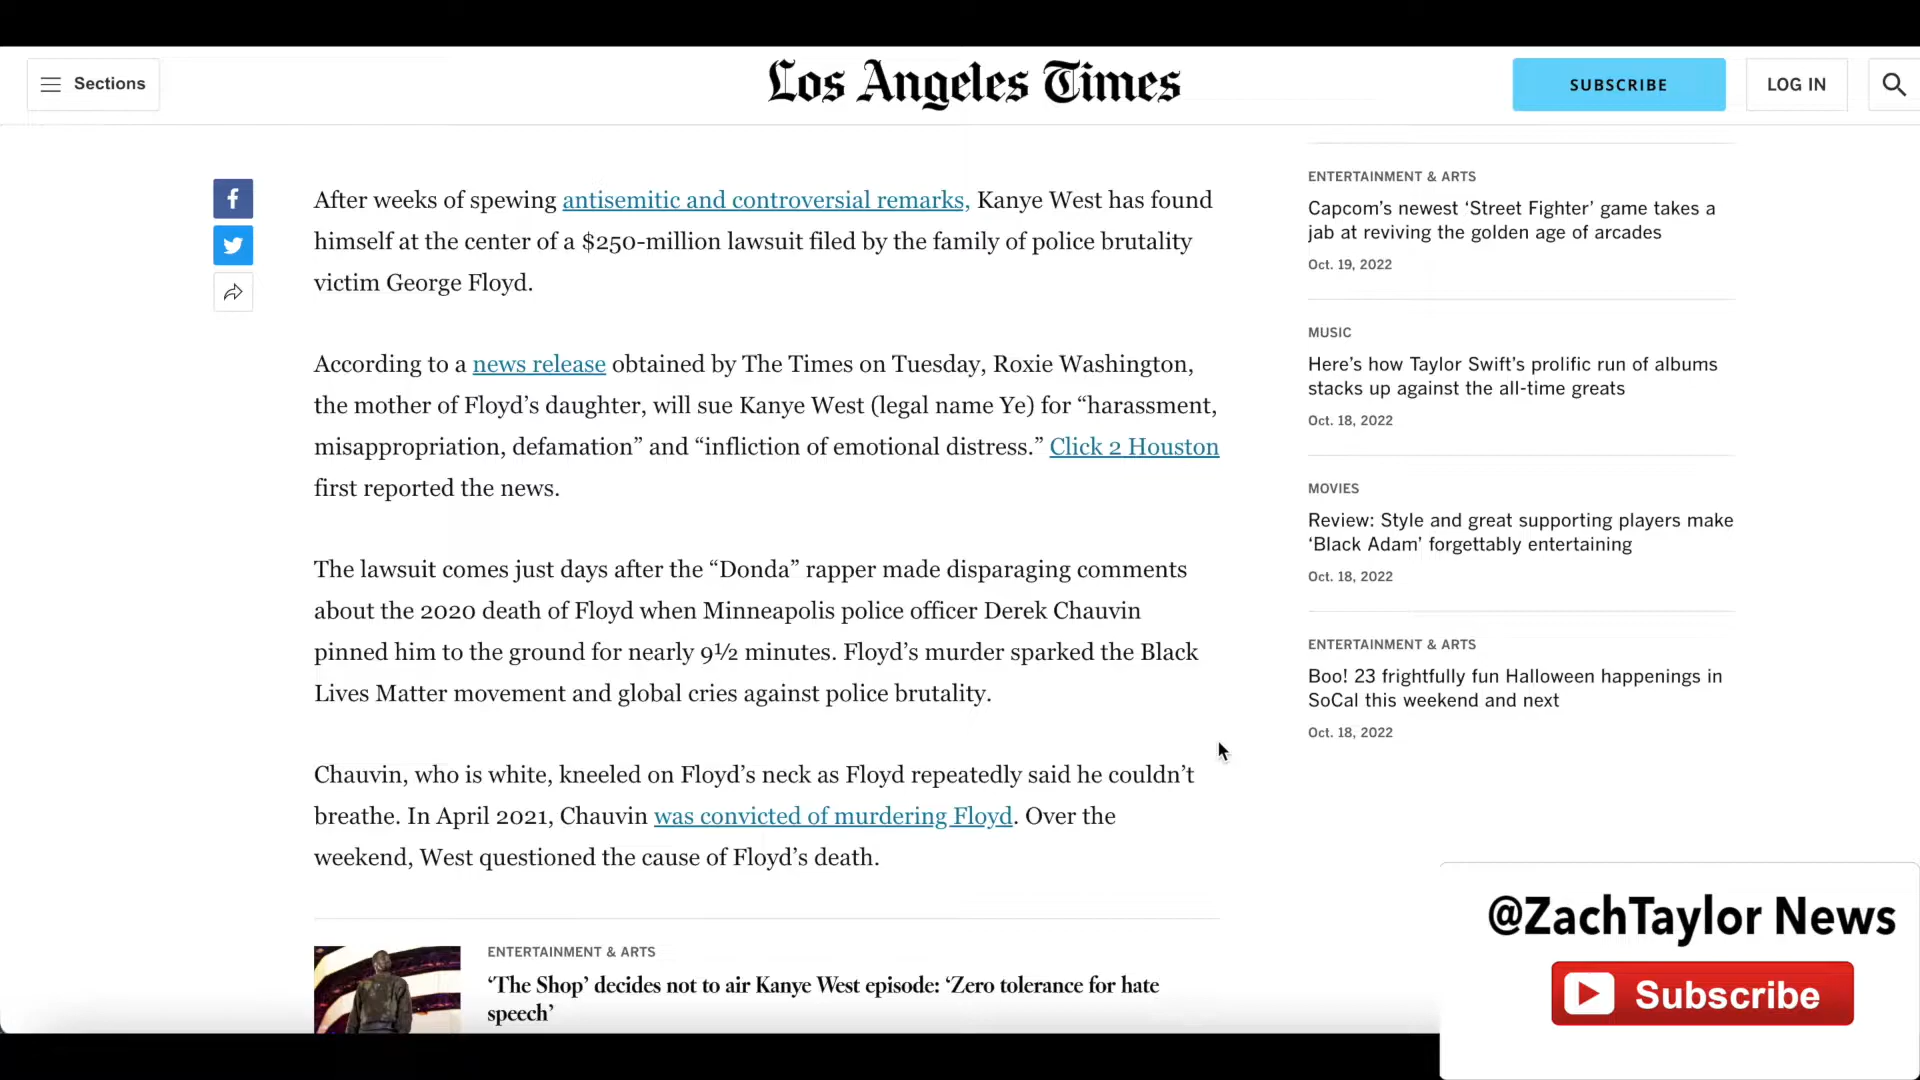 Sections
Los Angeles Times
SUBSCRIBE
LOG IN
After weeks of spewing antisemitic and controversial remarks, Kanye West has found
himself at the center of a $250-million lawsuit filed by the family of police brutality
victim George Floyd.
According to a news release obtained by The Times on Tuesday, Roxie Washington,
the mother of Floyd’s daughter, will sue Kanye West (legal name Ye) for “harassment,
misappropriation, defamation” and “infliction of emotional distress.” Click 2 Houston
first reported the news.
The lawsuit comes just days after the “Donda” rapper made disparaging comments
about the 2020 death of Floyd when Minneapolis police officer Derek Chauvin
pinned him to the ground for nearly 9½ minutes. Floyd’s murder sparked the Black
Lives Matter movement and global cries against police brutality.
Chauvin, who is white, kneeled on Floyd’s neck as Floyd repeatedly said he couldn’t
breathe. In April 2021, Chauvin was convicted of murdering Floyd. Over the
weekend, West questioned the cause of Floyd’s death.
ENTERTAINMENT & ARTS
‘The Shop’ decides not to air Kanye West episode: ‘Zero tolerance for hate
speech’
ENTERTAINMENT & ARTS
Capcom’s newest ‘Street Fighter’ game takes a
jab at reviving the golden age of arcades
Oct. 19, 2022
MUSIC
Here’s how Taylor Swift’s prolific run of albums
stacks up against the all-time greats
Oct. 18, 2022
MOVIES
Review: Style and great supporting players make
‘Black Adam’ forgettably entertaining
Oct. 18, 2022
ENTERTAINMENT & ARTS
Boo! 23 frightfully fun Halloween happenings in
SoCal this weekend and next
Oct. 18, 2022
@ZachTaylor News
Subscribe